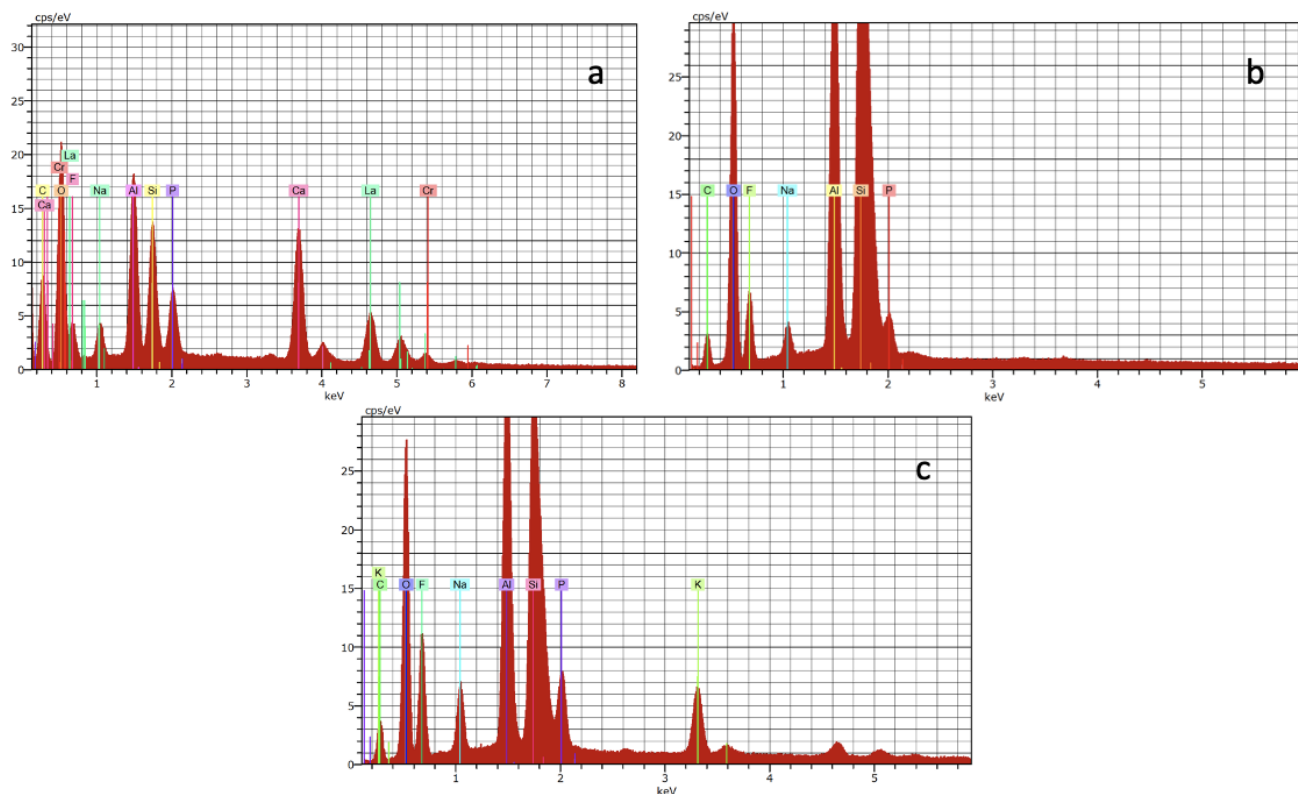 cps/eV
a
30
25
20
La
Cr
F
C
O
Na
Al
Si
P
Ca
La
Cr
Ca
15
10
5
0
1 2 3 4 5 6 7 8
keV
cps/eV
b
25
20
C O F Na Al Si P
15
10
5
0
1 2 3 4 5
keV
cps/eV
c
25
20
K
C O F Na Al Si P K
15
10
5
0
1 2 3 4 5
keV